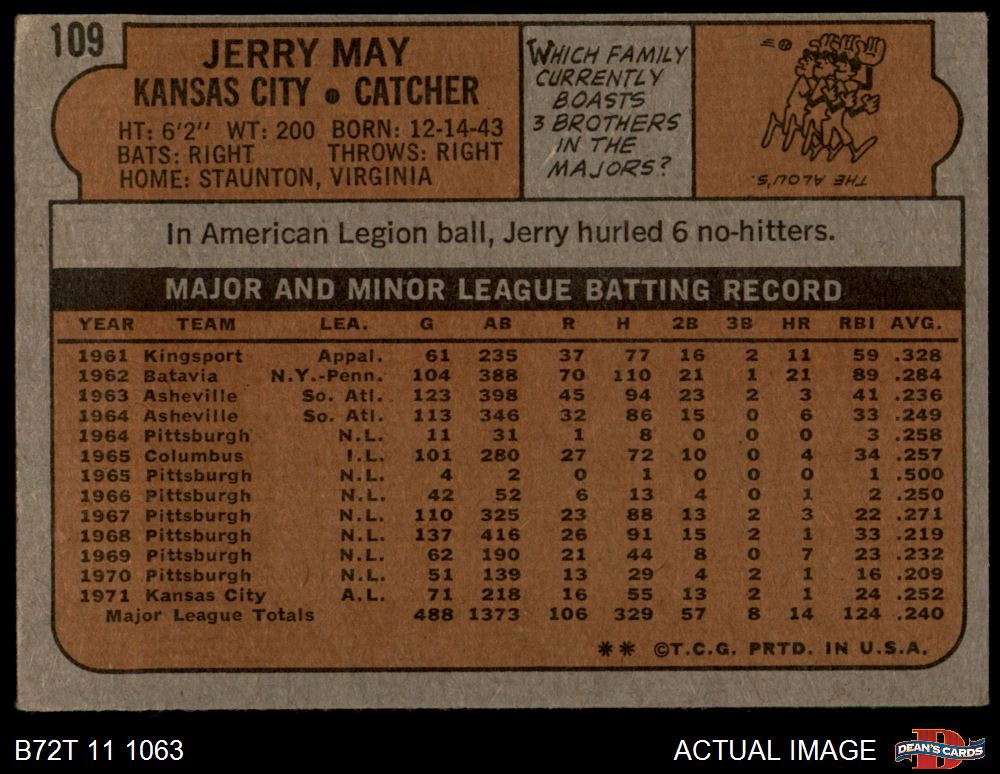 109
JERRY MAY
KANSAS CITY • CATCHER
HT: 6'2" WT: 200 BORN: 12-14-43
BATS: RIGHT THROWS: RIGHT
HOME: STAUNTON, VIRGINIA
WHICH FAMILY
CURRENTLY
BOASTS
3 BROTHERS
IN THE
MAJORS?
THE ALOU'S.
In American Legion ball, Jerry hurled 6 no-hitters.
MAJOR AND MINOR LEAGUE BATTING RECORD
YEAR TEAM LEA. G AB R H 2B 3B HR RBI AVG.
1961 Kingsport Appal. 61 235 37 77 16 2 11 59 .328
1962 Batavia N.Y.-Penn. 104 388 70 110 21 1 21 89 .284
1963 Asheville So. Atl. 123 398 45 94 23 2 3 41 .236
1964 Asheville So. Atl. 113 346 32 86 15 0 6 33 .249
1964 Pittsburgh N.L. 11 31 1 8 0 0 0 3 .258
1965 Columbus I.L. 101 280 27 72 10 0 4 34 .257
1965 Pittsburgh N.L. 4 2 0 1 0 0 0 1 .500
1966 Pittsburgh N.L. 42 52 6 13 4 0 1 2 .250
1967 Pittsburgh N.L. 110 325 23 88 13 2 3 22 .271
1968 Pittsburgh N.L. 137 416 26 91 15 2 1 33 .219
1969 Pittsburgh N.L. 62 190 21 44 8 0 7 23 .232
1970 Pittsburgh N.L. 51 139 13 29 4 2 1 16 .209
1971 Kansas City A.L. 71 218 16 55 13 2 1 24 .252
Major League Totals 488 1373 106 329 57 8 14 124 .240
** ©T.C.G. PRTD. IN U.S.A.
B72T 11 1063
ACTUAL IMAGE
D
DEAN'S CARDS